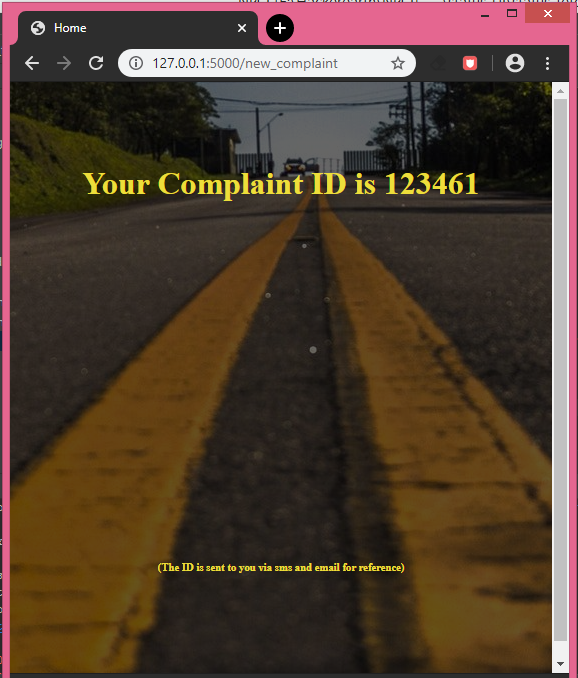 Home
127.0.0.1:5000/new_complaint
Your Complaint ID is 123461
(The ID is sent to you via sms and email for reference)